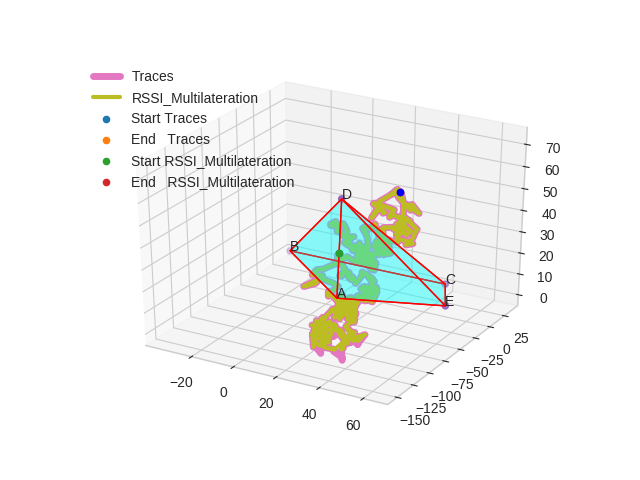 Traces
RSSI_Multilateration
Start Traces
End Traces
Start RSSI_Multilateration
End RSSI_Multilateration
D
B
C
A
E
70
60
50
40
30
20
10
0
25
0
−25
−50
−75
−100
−125
−150
−20
0
20
40
60